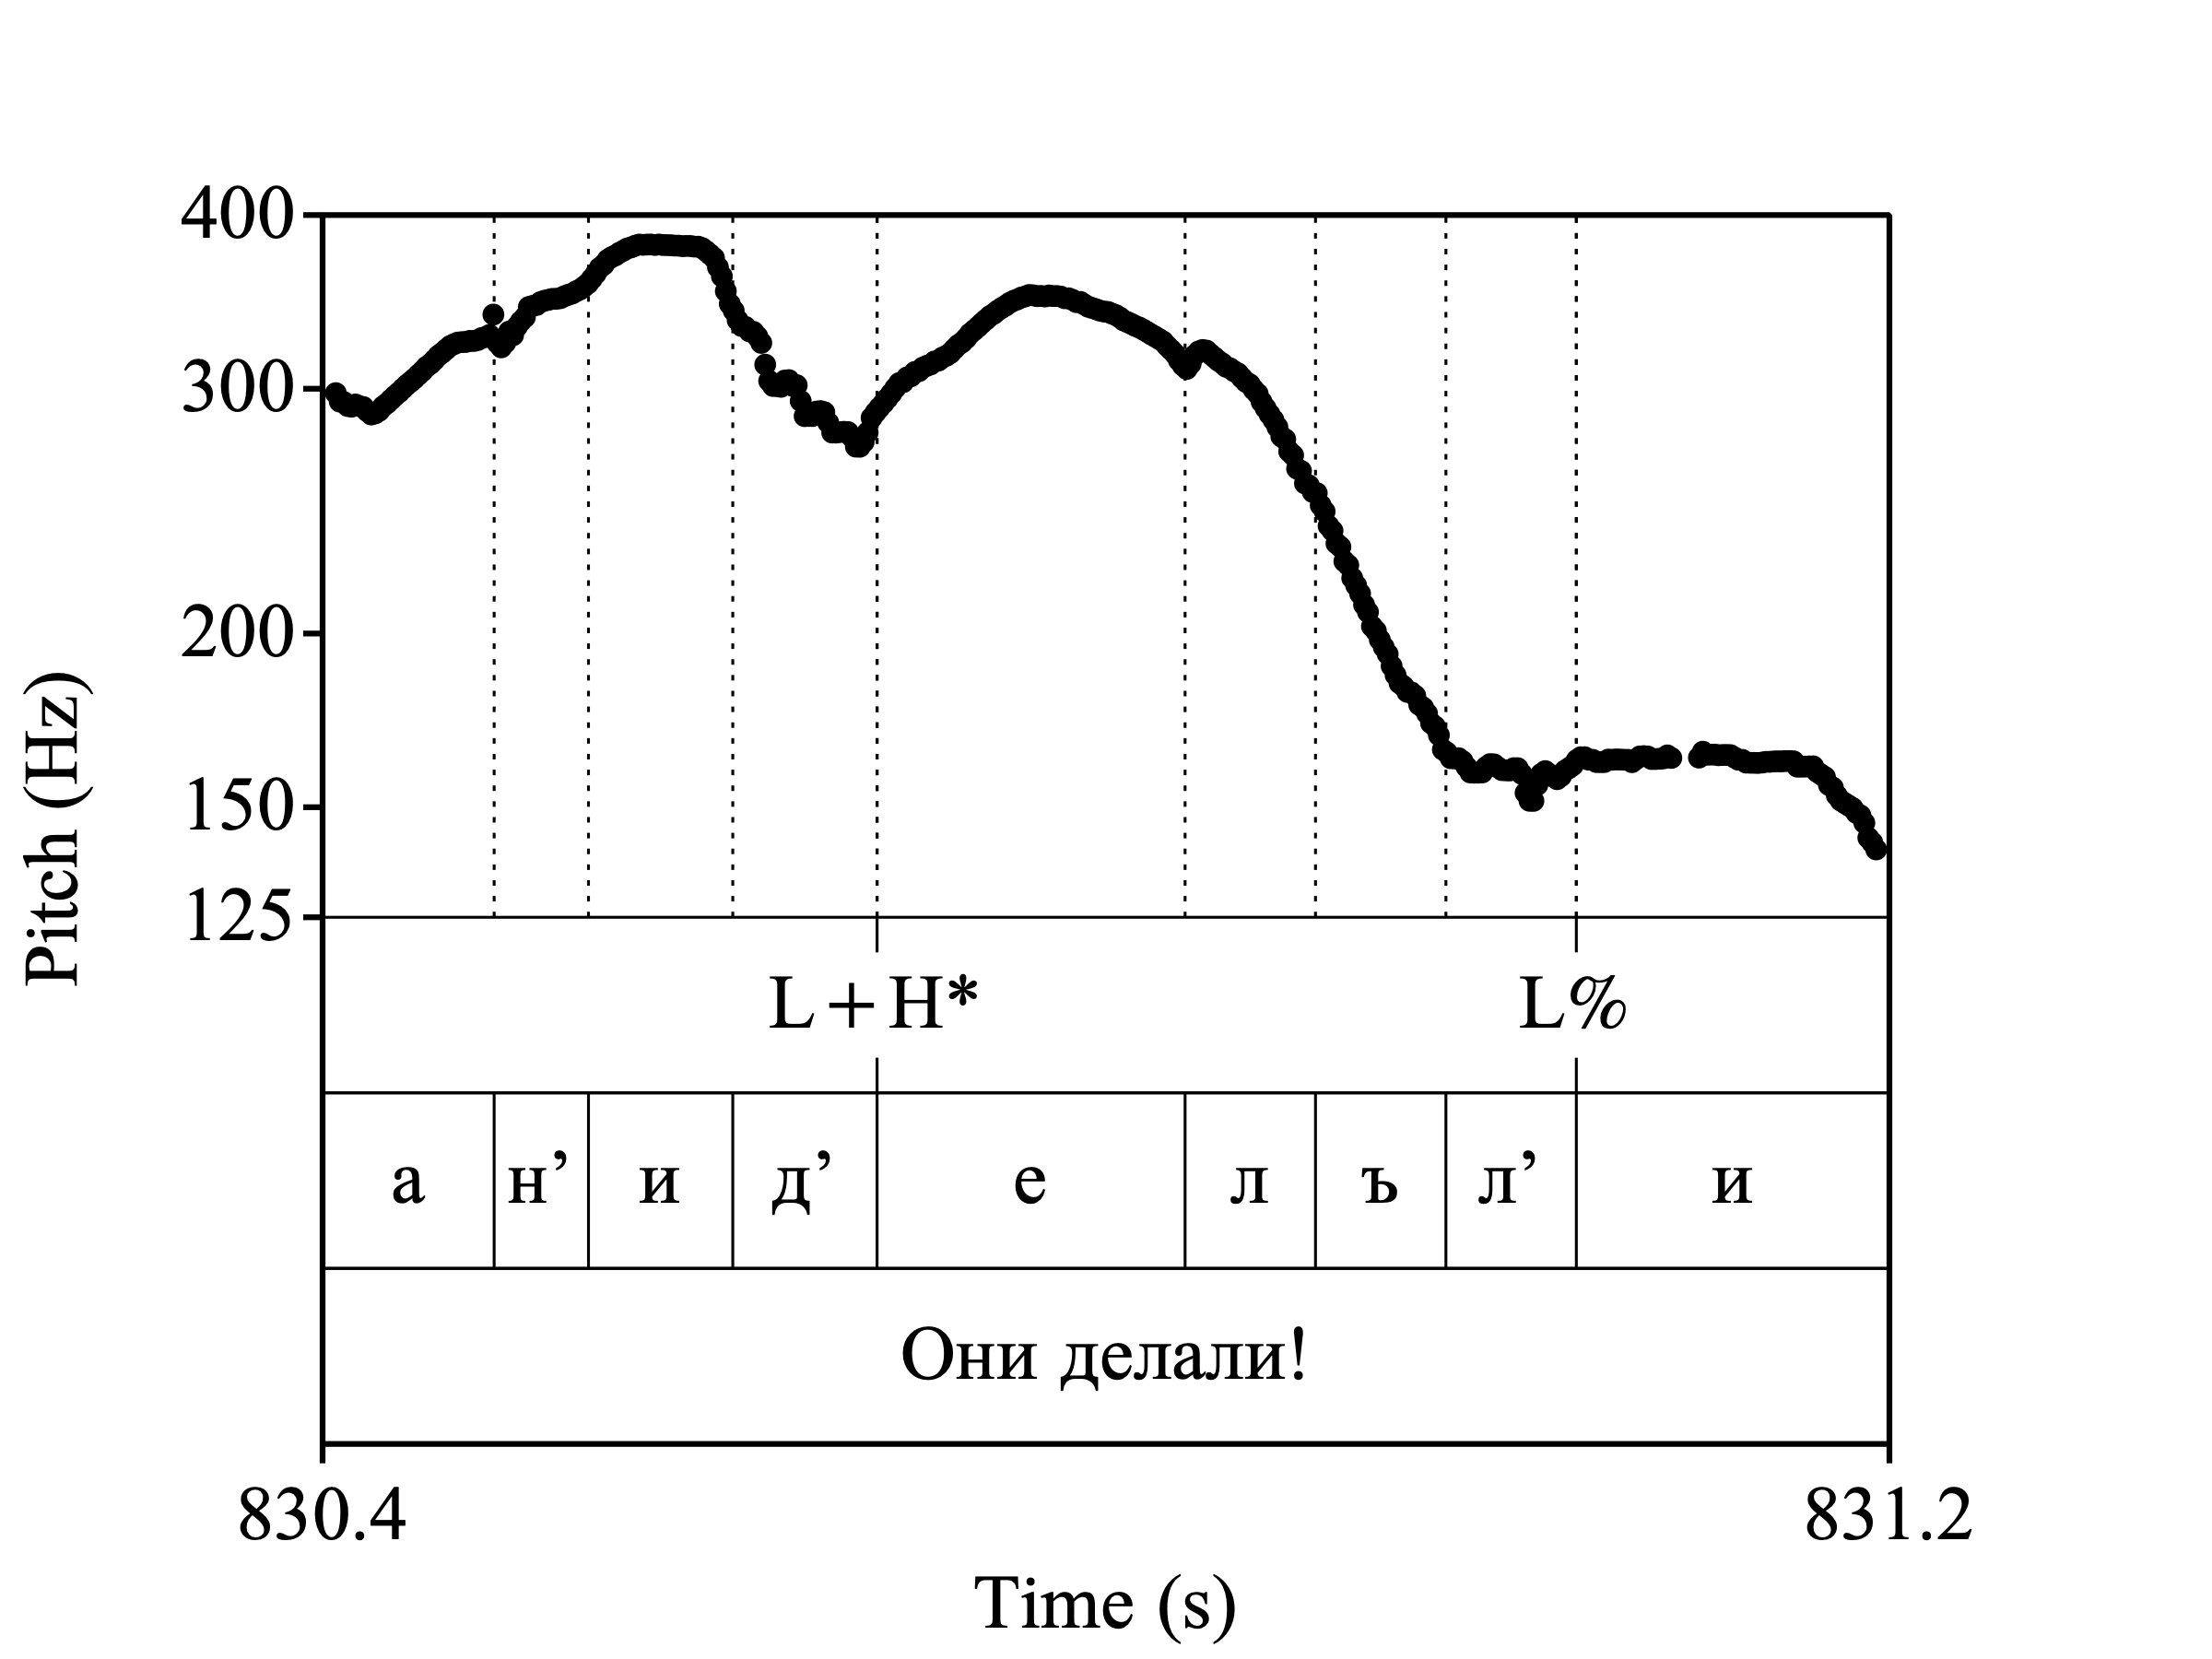 400
300
200
150
125
Pitch (Hz)
L+H* L%
а н’ и д’ е л ъ л’ и
Они делали!
830.4 831.2
Time (s)